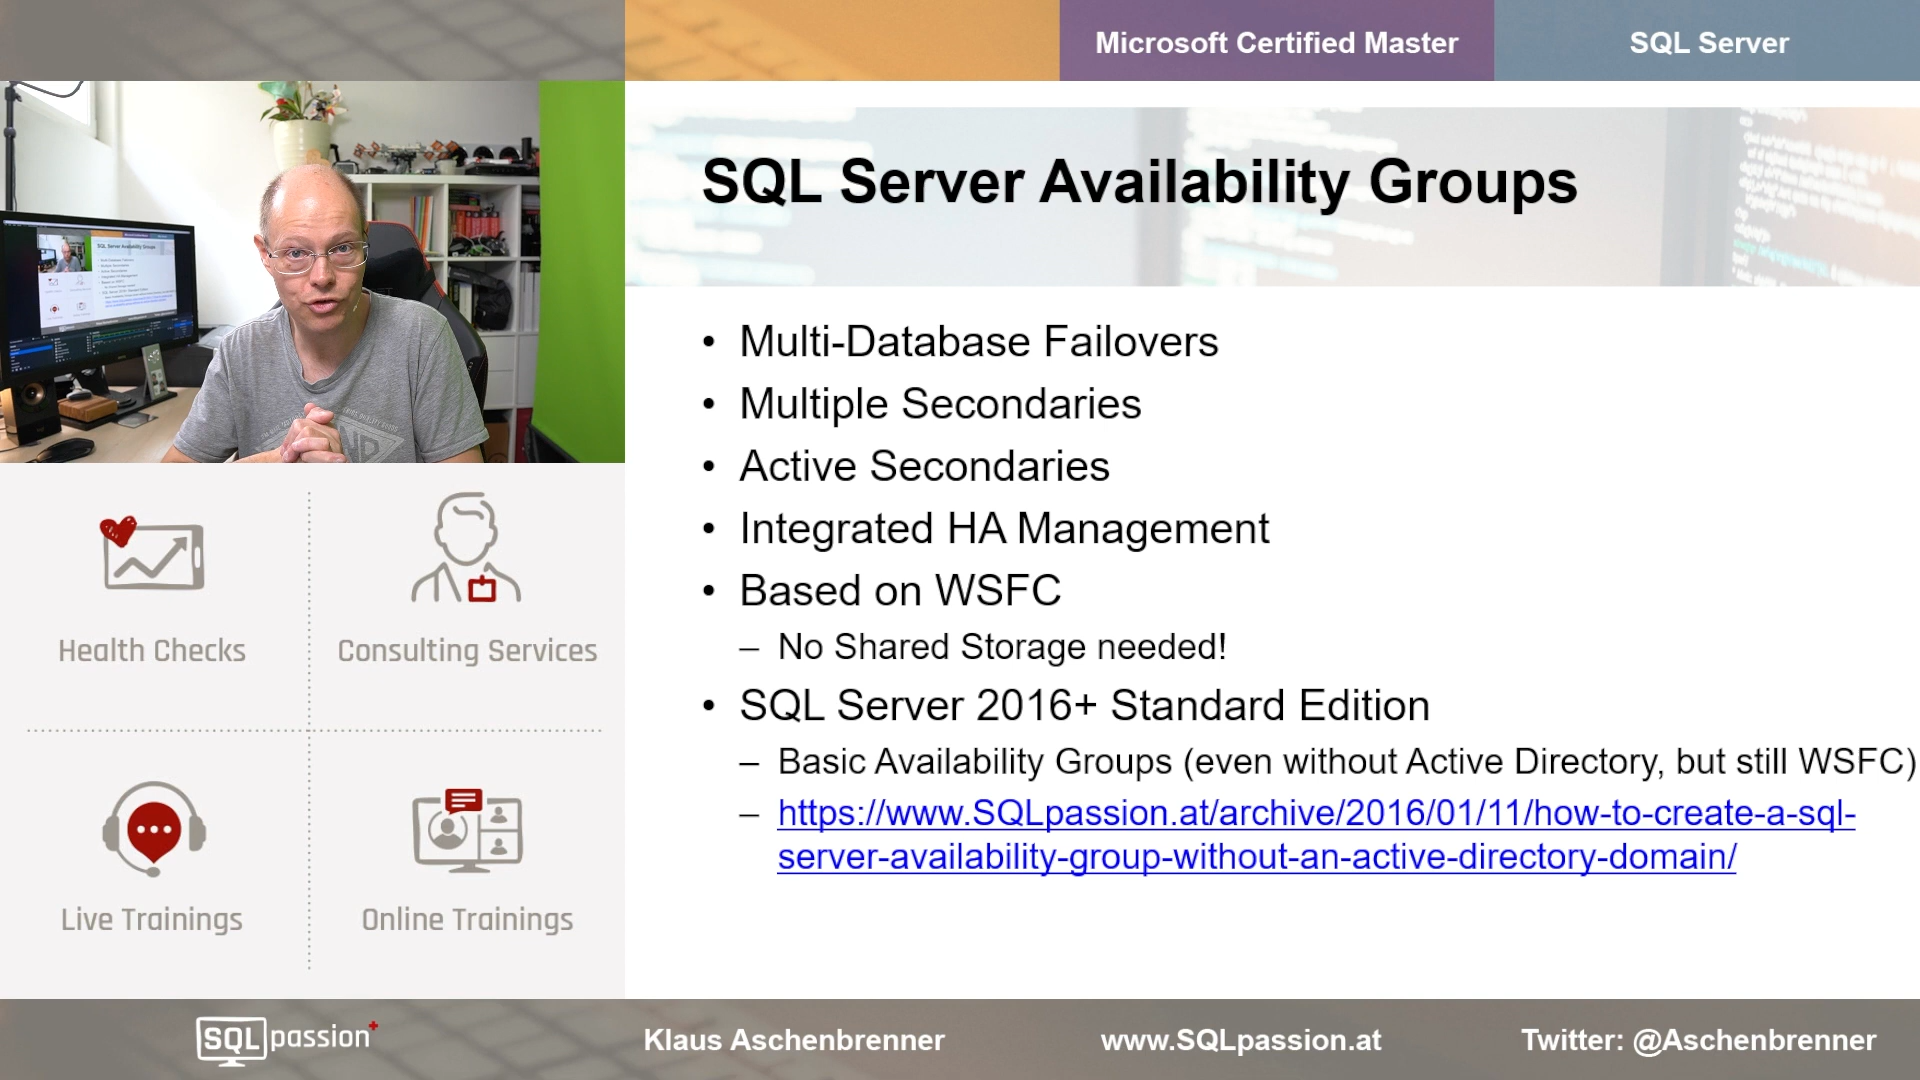 Microsoft Certified Master
SQL Server
SQL Server Availability Groups
• Multi-Database Failovers
• Multiple Secondaries
• Active Secondaries
• Integrated HA Management
• Based on WSFC
– No Shared Storage needed!
• SQL Server 2016+ Standard Edition
– Basic Availability Groups (even without Active Directory, but still WSFC)
– https://www.SQLpassion.at/archive/2016/01/11/how-to-create-a-sql-
server-availability-group-without-an-active-directory-domain/
Health Checks
Consulting Services
Live Trainings
Online Trainings
SQLpassion+
Klaus Aschenbrenner
www.SQLpassion.at
Twitter: @Aschenbrenner